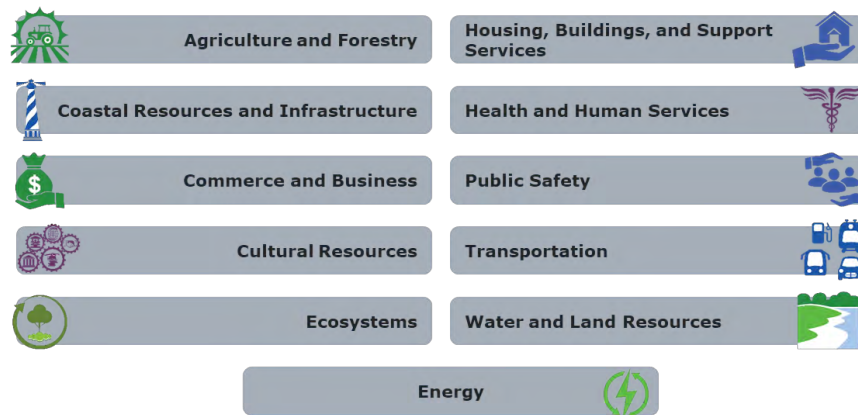 Agriculture and Forestry
Housing, Buildings, and Support
Services
Coastal Resources and Infrastructure
Health and Human Services
$
Commerce and Business
Public Safety
Cultural Resources
Transportation
Ecosystems
Water and Land Resources
Energy